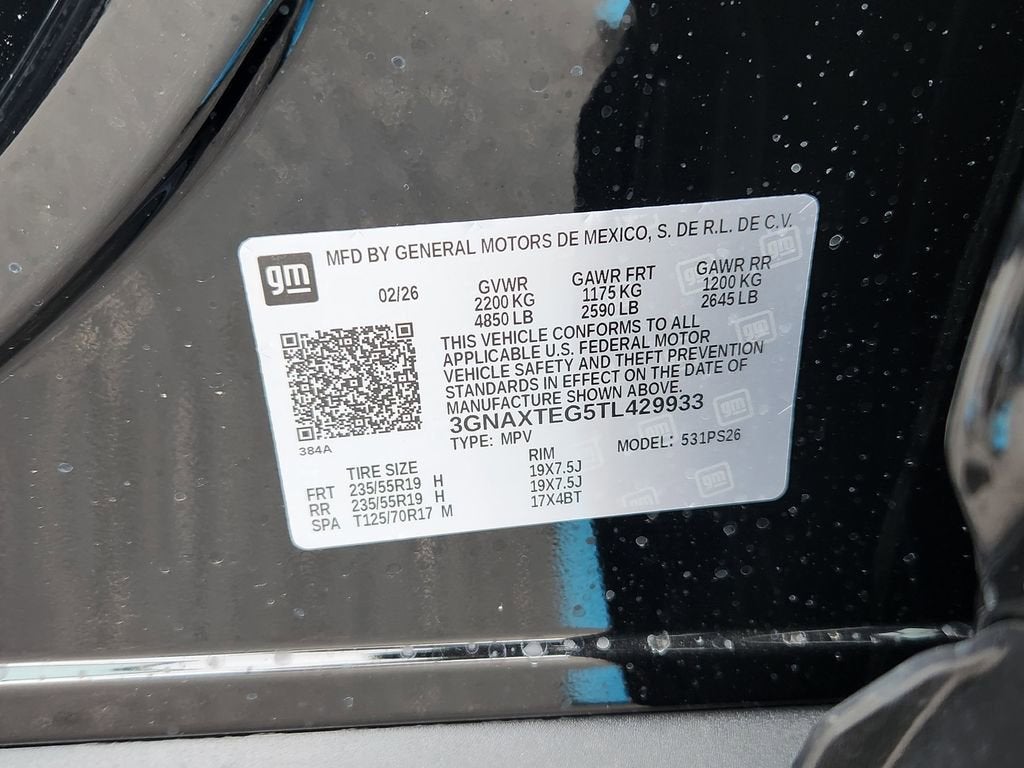 gm
MFD BY GENERAL MOTORS DE MEXICO, S. DE R.L. DE C.V.
02/26
GVWR
2200 KG
4850 LB
GAWR FRT
1175 KG
2590 LB
GAWR RR
1200 KG
2645 LB
THIS VEHICLE CONFORMS TO ALL
APPLICABLE U.S. FEDERAL MOTOR
VEHICLE SAFETY AND THEFT PREVENTION
STANDARDS IN EFFECT ON THE DATE OF
MANUFACTURE SHOWN ABOVE.
3GNAXTEG5TL429933
TYPE: MPV MODEL: 531PS26
384A
TIRE SIZE RIM
FRT 235/55R19 H 19X7.5J
RR 235/55R19 H 19X7.5J
SPA T125/70R17 M 17X4BT